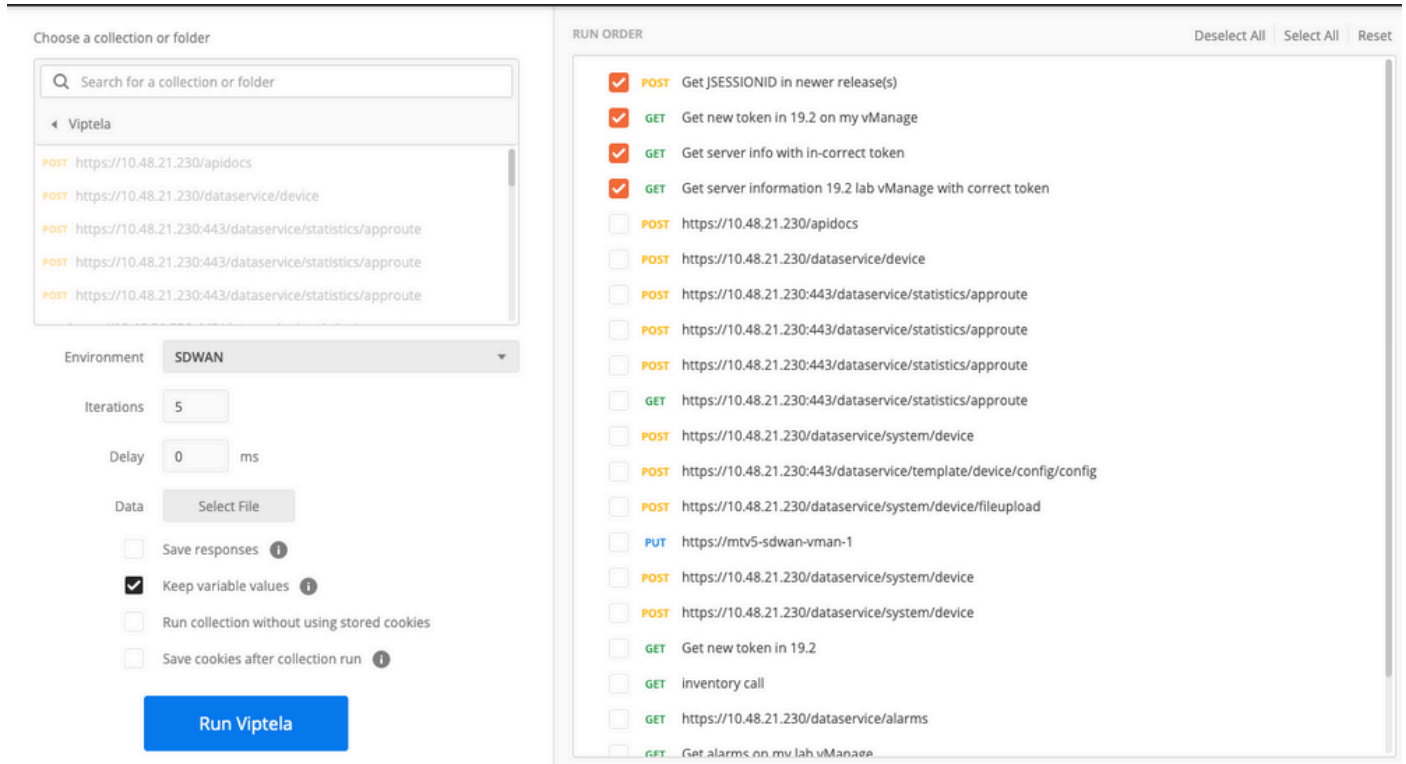 Choose a collection or folder
Search for a collection or folder
Viptela
POST https://10.48.21.230/apidocs
POST https://10.48.21.230/dataservice/device
POST https://10.48.21.230:443/dataservice/statistics/approute
POST https://10.48.21.230:443/dataservice/statistics/approute
POST https://10.48.21.230:443/dataservice/statistics/approute
Environment SDWAN
Iterations 5
Delay 0 ms
Data Select File
Save responses
Keep variable values
Run collection without using stored cookies
Save cookies after collection run
Run Viptela
RUN ORDER Deselect All Select All Reset
POST Get JSESSIONID in newer release(s)
GET Get new token in 19.2 on my vManage
GET Get server info with in-correct token
GET Get server information 19.2 lab vManage with correct token
POST https://10.48.21.230/apidocs
POST https://10.48.21.230/dataservice/device
POST https://10.48.21.230:443/dataservice/statistics/approute
POST https://10.48.21.230:443/dataservice/statistics/approute
POST https://10.48.21.230:443/dataservice/statistics/approute
GET https://10.48.21.230:443/dataservice/statistics/approute
POST https://10.48.21.230/dataservice/system/device
POST https://10.48.21.230:443/dataservice/template/device/config/config
POST https://10.48.21.230/dataservice/system/device/fileupload
PUT https://mtv5-sdwan-vman-1
POST https://10.48.21.230/dataservice/system/device
POST https://10.48.21.230/dataservice/system/device
GET Get new token in 19.2
GET inventory call
GET https://10.48.21.230/dataservice/alarms
GET Get alarms on my lab vManage